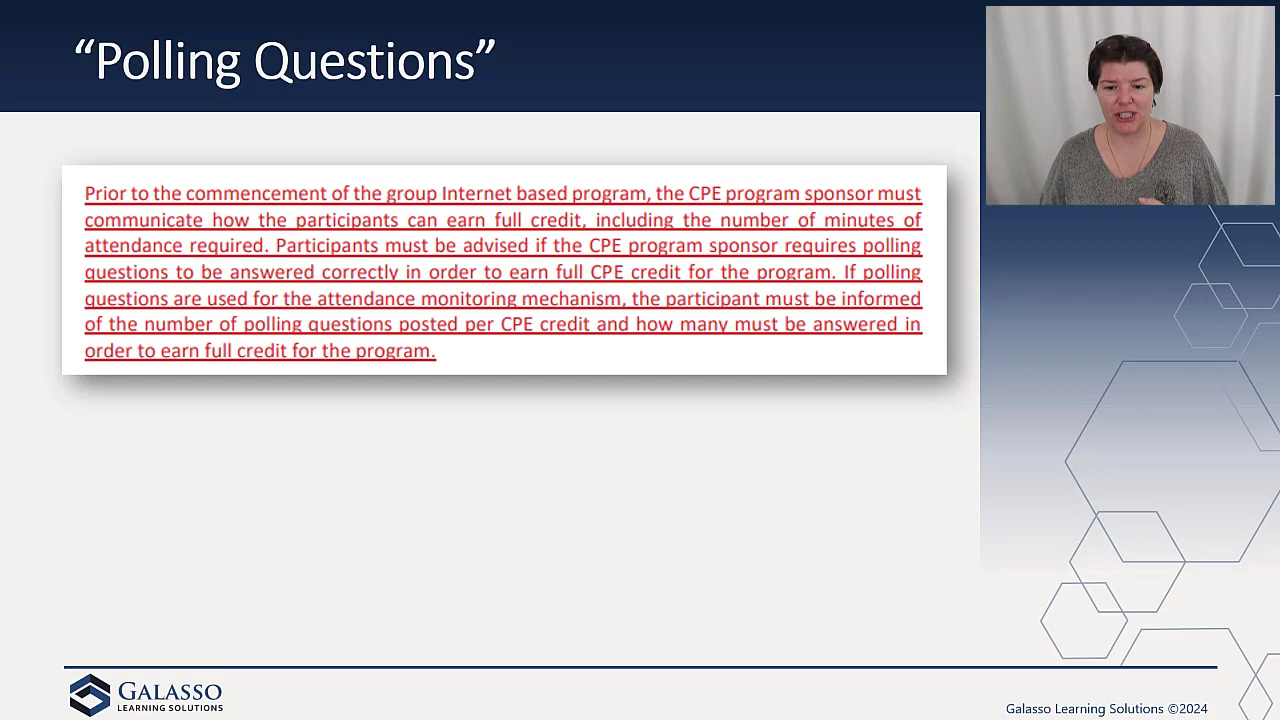 “Polling Questions”
Prior to the commencement of the group Internet based program, the CPE program sponsor must
communicate how the participants can earn full credit, including the number of minutes of
attendance required. Participants must be advised if the CPE program sponsor requires polling
questions to be answered correctly in order to earn full CPE credit for the program. If polling
questions are used for the attendance monitoring mechanism, the participant must be informed
of the number of polling questions posted per CPE credit and how many must be answered in
order to earn full credit for the program.
GALASSO
LEARNING SOLUTIONS
Galasso Learning Solutions ©2024